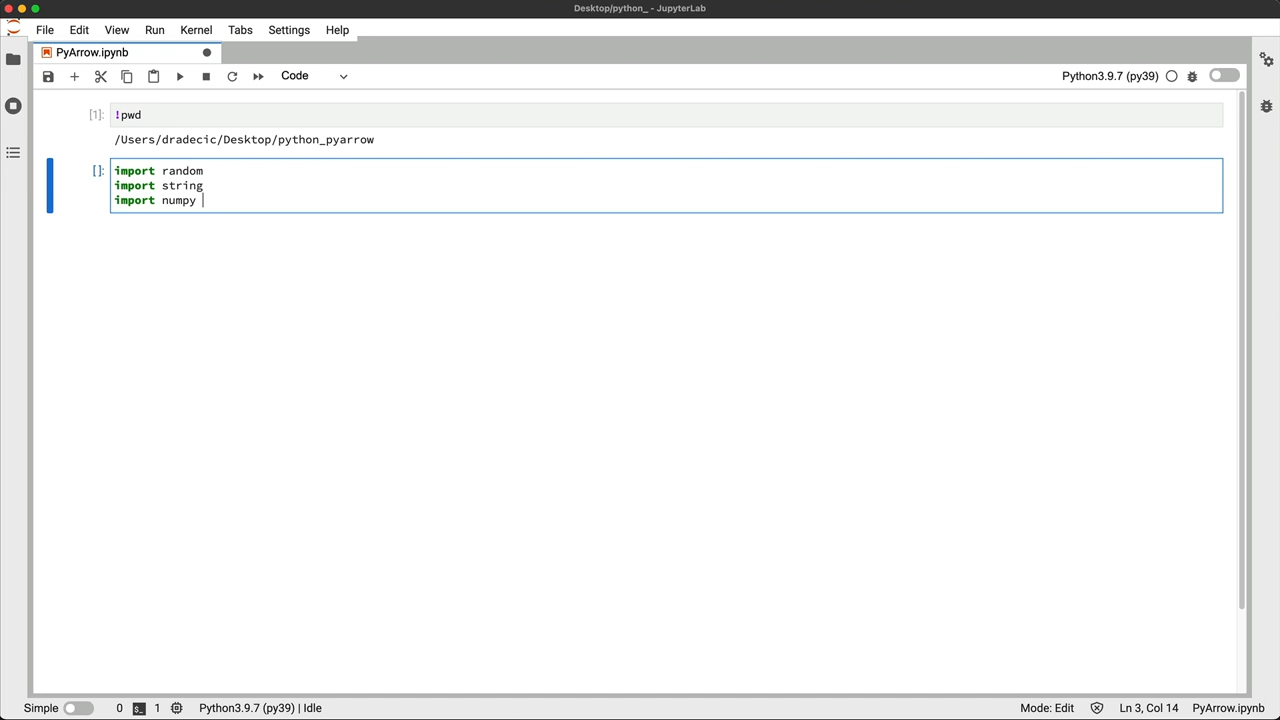 Desktop/python_ - JupyterLab
File Edit View Run Kernel Tabs Settings Help
PyArrow.ipynb
Code Python3.9.7 (py39)
[1]: !pwd
/Users/dradecic/Desktop/python_pyarrow
[]: import random
import string
import numpy
Simple 0 1 Python3.9.7 (py39) | Idle Mode: Edit Ln 3, Col 14 PyArrow.ipynb